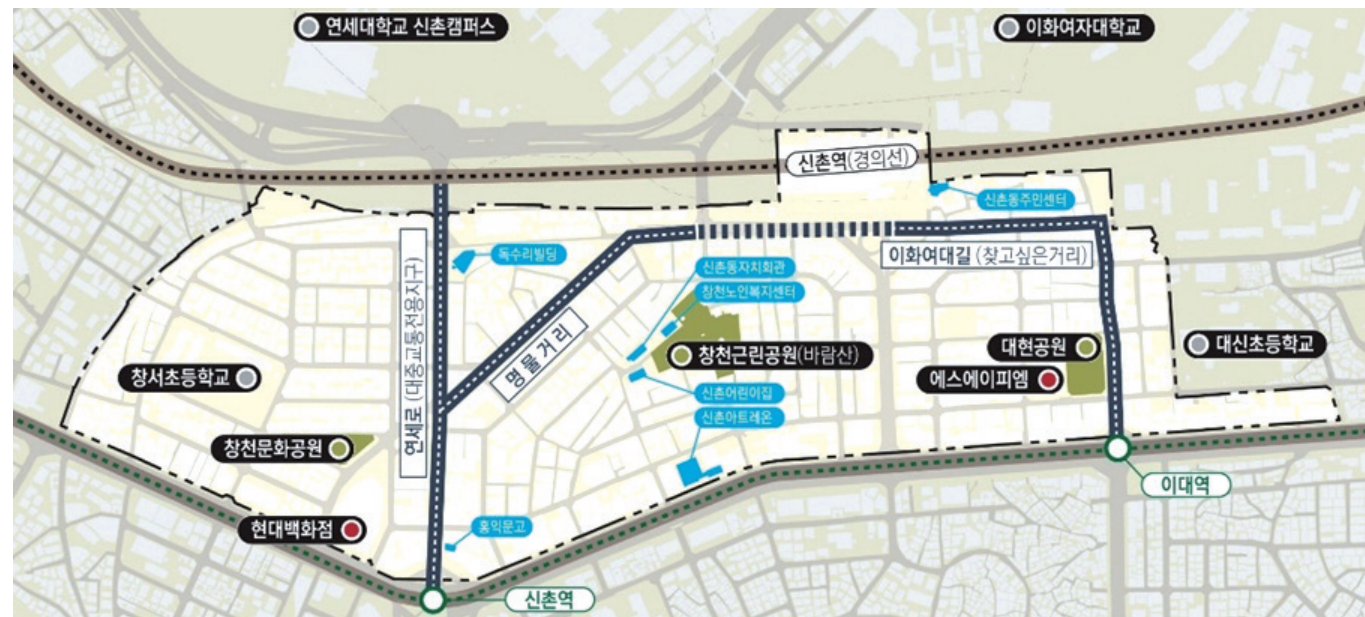 연세대학교 신촌캠퍼스
이화여자대학교
신촌역(경의선)
신촌동주민센터
독수리빌딩
이화여대길 (찾고싶은거리)
신촌동자치회관
창천노인복지센터
연세로 (대중교통전용지구)
명물거리
창천근린공원(바람산)
대현공원
대신초등학교
창서초등학교
에스에이피엠
신촌어린이집
신촌아트레온
창천문화공원
이대역
현대백화점
홍익문고
신촌역